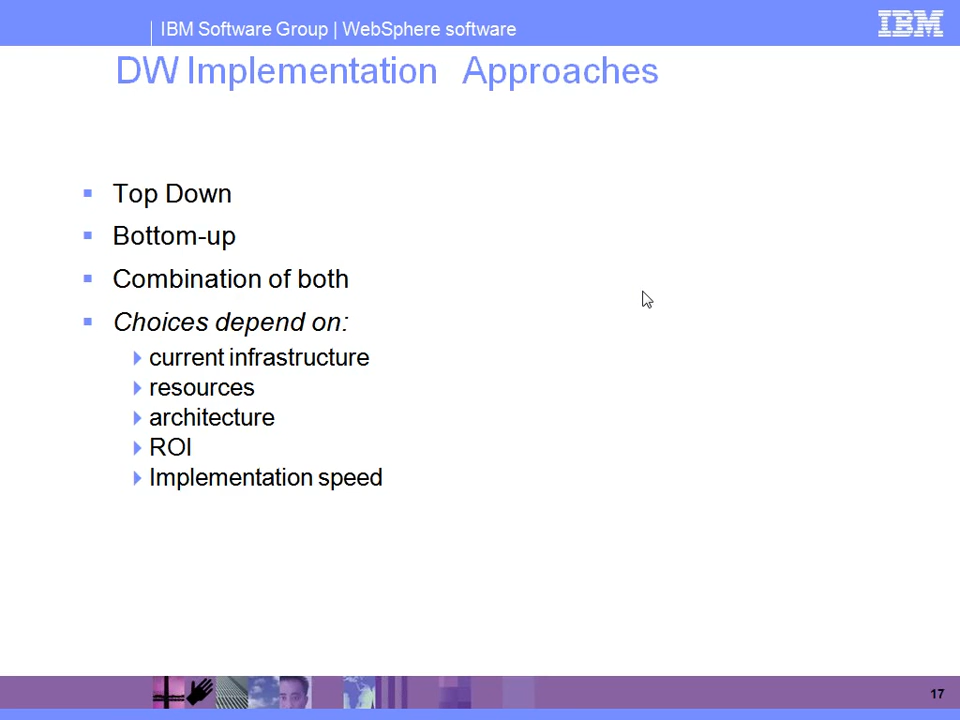 IBM Software Group | WebSphere software
IBM
DW Implementation Approaches
Top Down
Bottom-up
Combination of both
Choices depend on:
current infrastructure
resources
architecture
ROI
Implementation speed
17